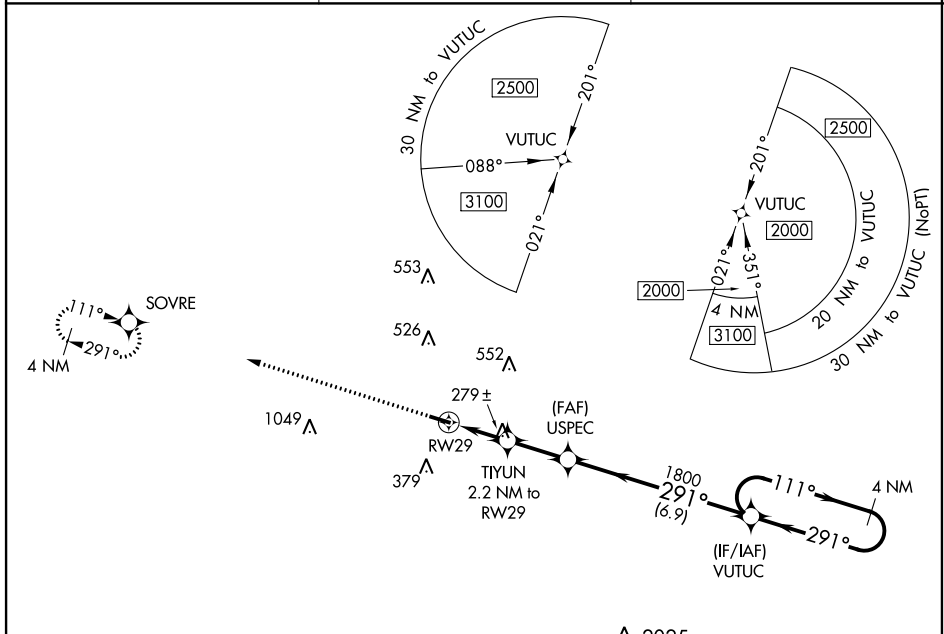 30 NM to VUTUC
2500
201°
VUTUC
088°
3100
021°
2500
201°
VUTUC
2000
021°
351°
2000
4 NM
3100
20 NM to VUTUC
30 NM to VUTUC (NoPT)
553
526
552
SOVRE
111°
291°
4 NM
1049
279 ±
(FAF)
USPEC
RW29
379
TIYUN
2.2 NM to
RW29
1800
291°
(6.9)
111°
4 NM
291°
(IF/IAF)
VUTUC